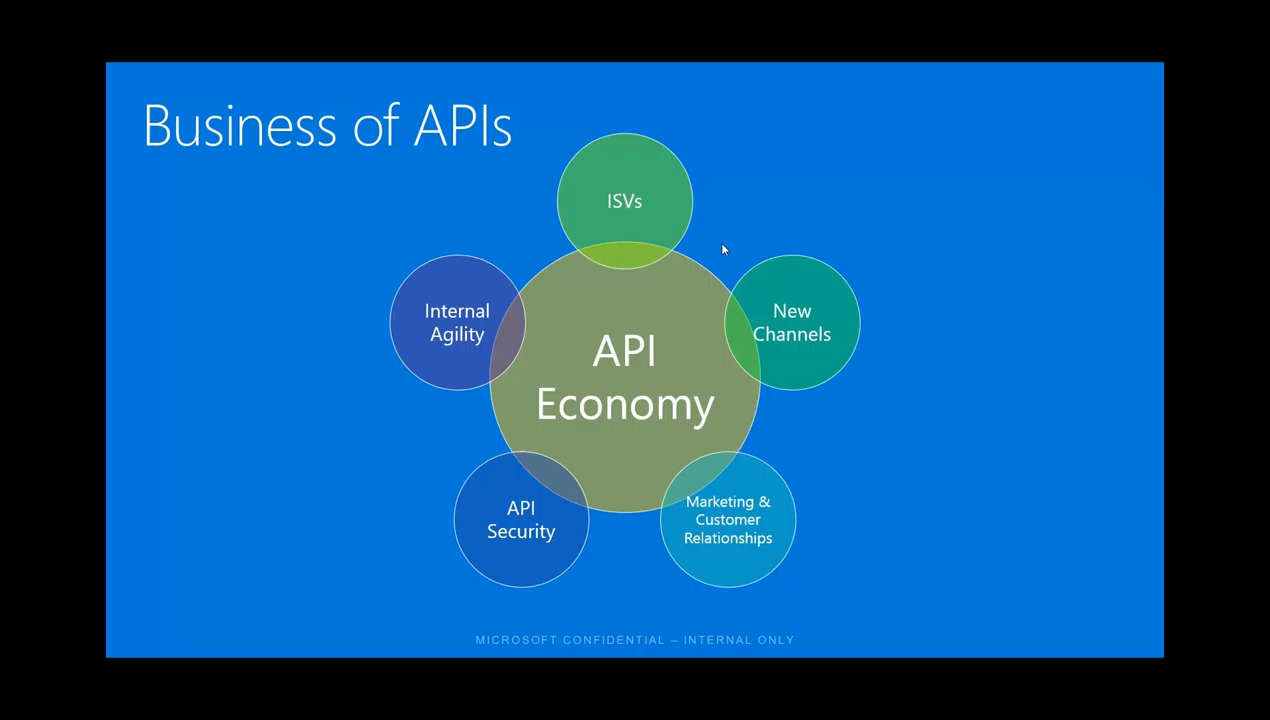 Business of APIs
ISVs
Internal
Agility
New
Channels
API
Economy
API
Security
Marketing &
Customer
Relationships
MICROSOFT CONFIDENTIAL – INTERNAL ONLY